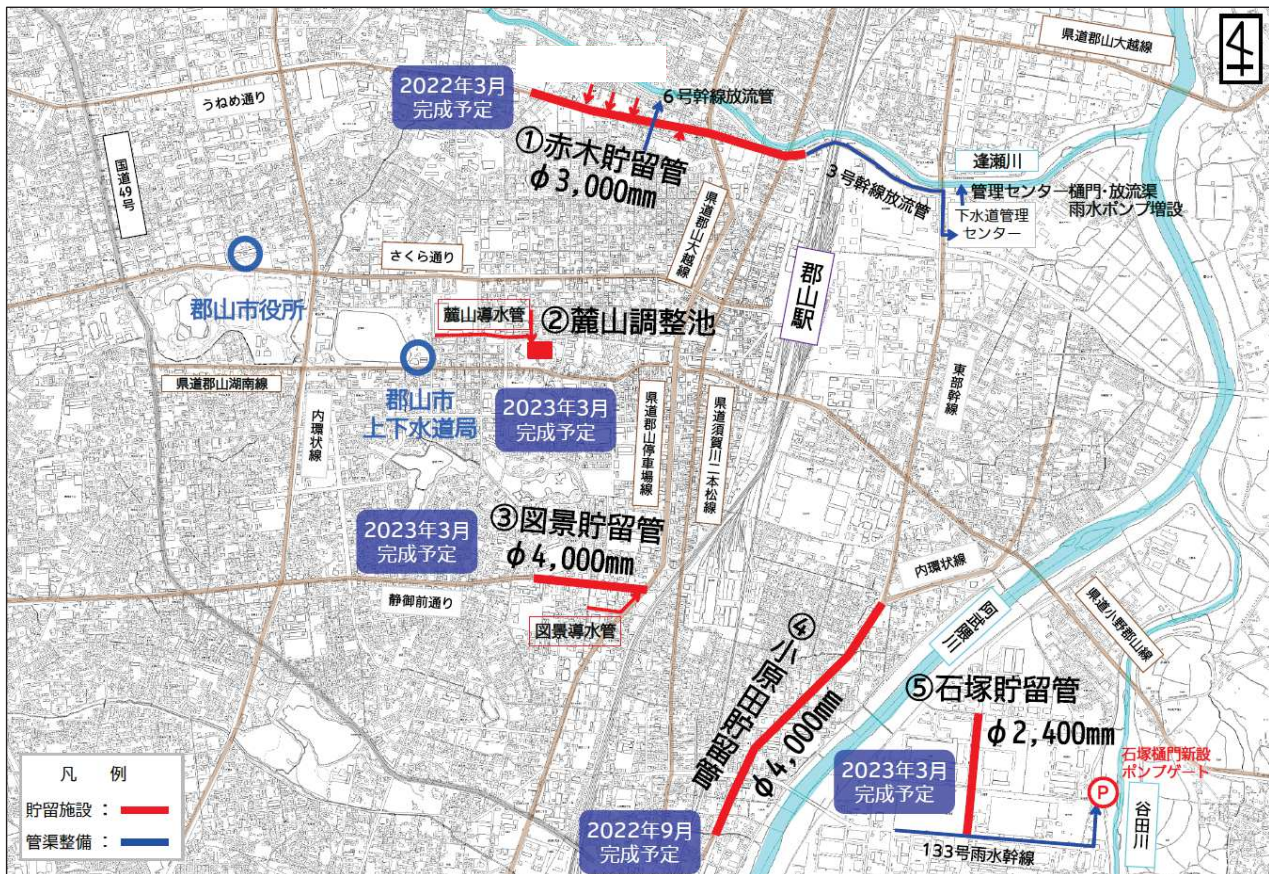 県道郡山大越線
うねめ通り
2022年3月
完成予定
6号幹線放流管
①赤木貯留管
φ3,000㎜
国道49号
逢瀬川
3号幹線放流管
管理センター樋門・放流渠
雨水ポンプ増設
下水道管理
センター
県道郡山大越線
さくら通り
郡山駅
郡山市役所
麓山導水管
②麓山調整池
県道郡山湖南線
郡山市
上下水道局
2023年3月
完成予定
内環状線
県道郡山停車場線
県道須賀川二本松線
東部幹線
2023年3月
完成予定
③図景貯留管
φ4,000㎜
静御前通り
図景導水管
内環状線
阿武隈川
県道小野郡山線
④小原田貯留管
φ4,000㎜
⑤石塚貯留管
φ2,400㎜
2023年3月
完成予定
石塚樋門新設
ポンプゲート
P
谷田川
2022年9月
完成予定
133号雨水幹線
凡 例
貯留施設 :
管渠整備 :